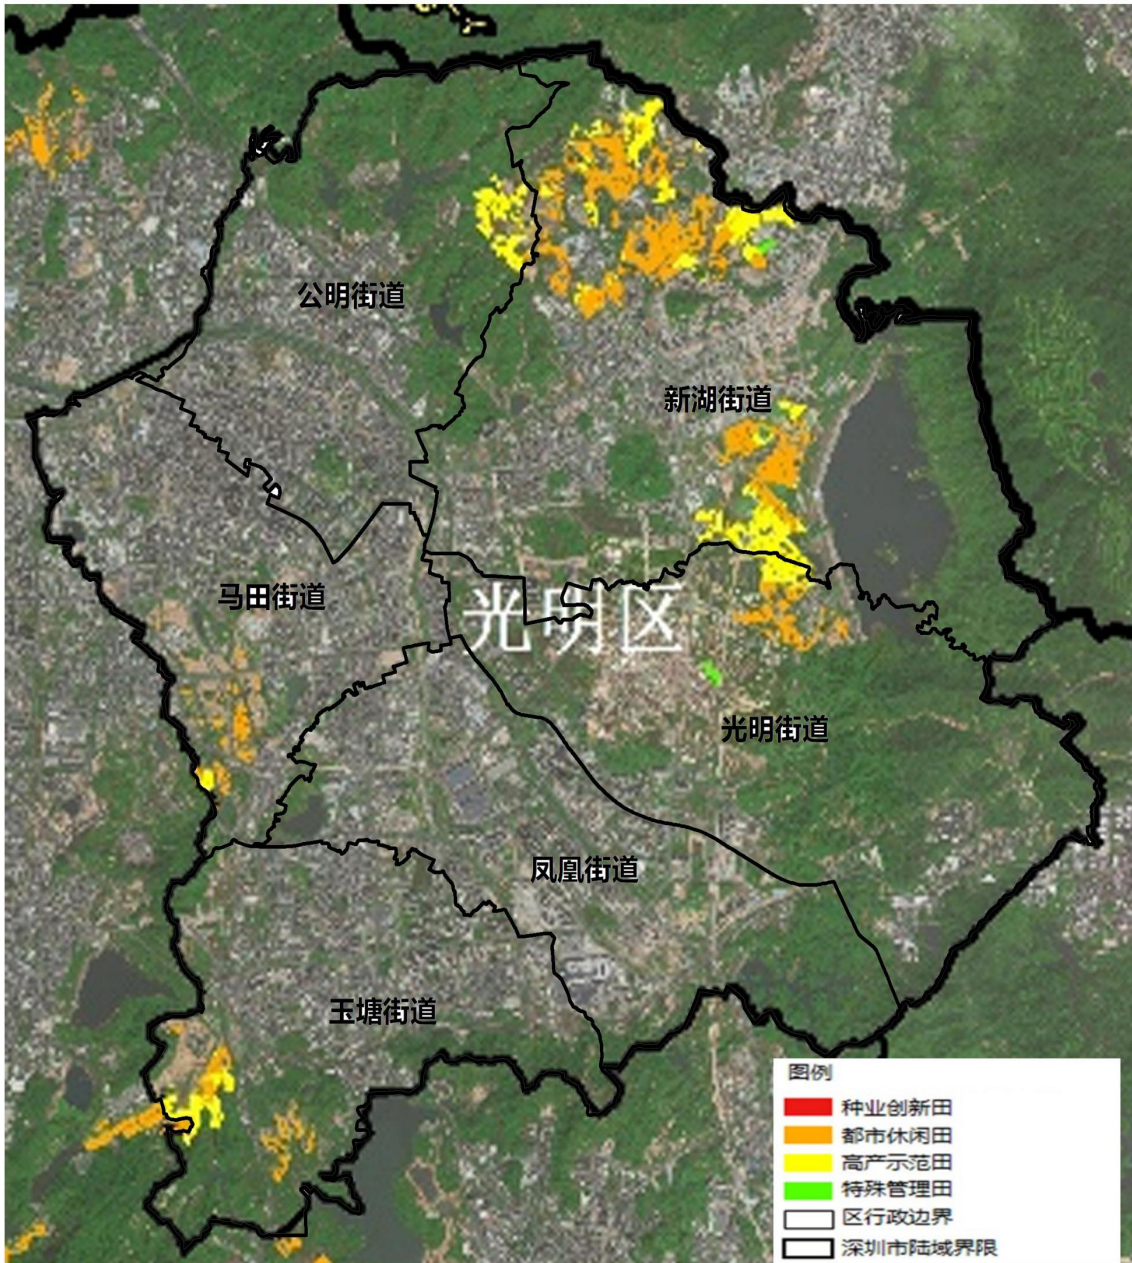 公明街道
新湖街道
马田街道
光明区
光明街道
凤凰街道
玉塘街道
图例
种业创新田
都市休闲田
高产示范田
特殊管理田
区行政边界
深圳市陆域界限